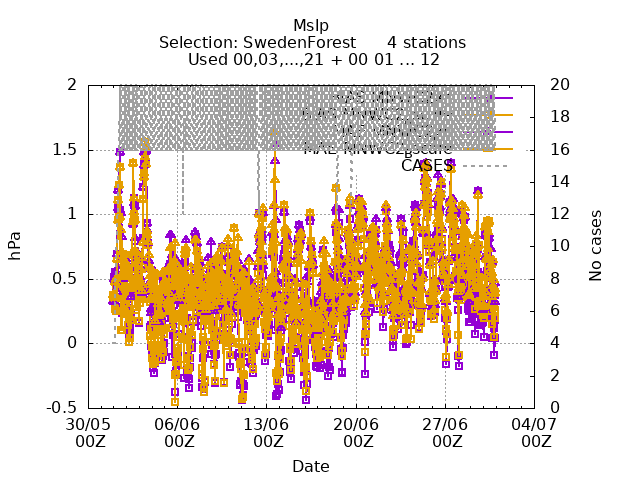 Mslp
Selection: SwedenForest 4 stations
Used 00,03,...,21 + 00 01 ... 12
2
1.5
1
0.5
0
-0.5
20
18
16
14
12
10
8
6
4
2
0
hPa
No cases
CASES
30/05 06/06 13/06 20/06 27/06 04/07
00Z 00Z 00Z 00Z 00Z 00Z
Date